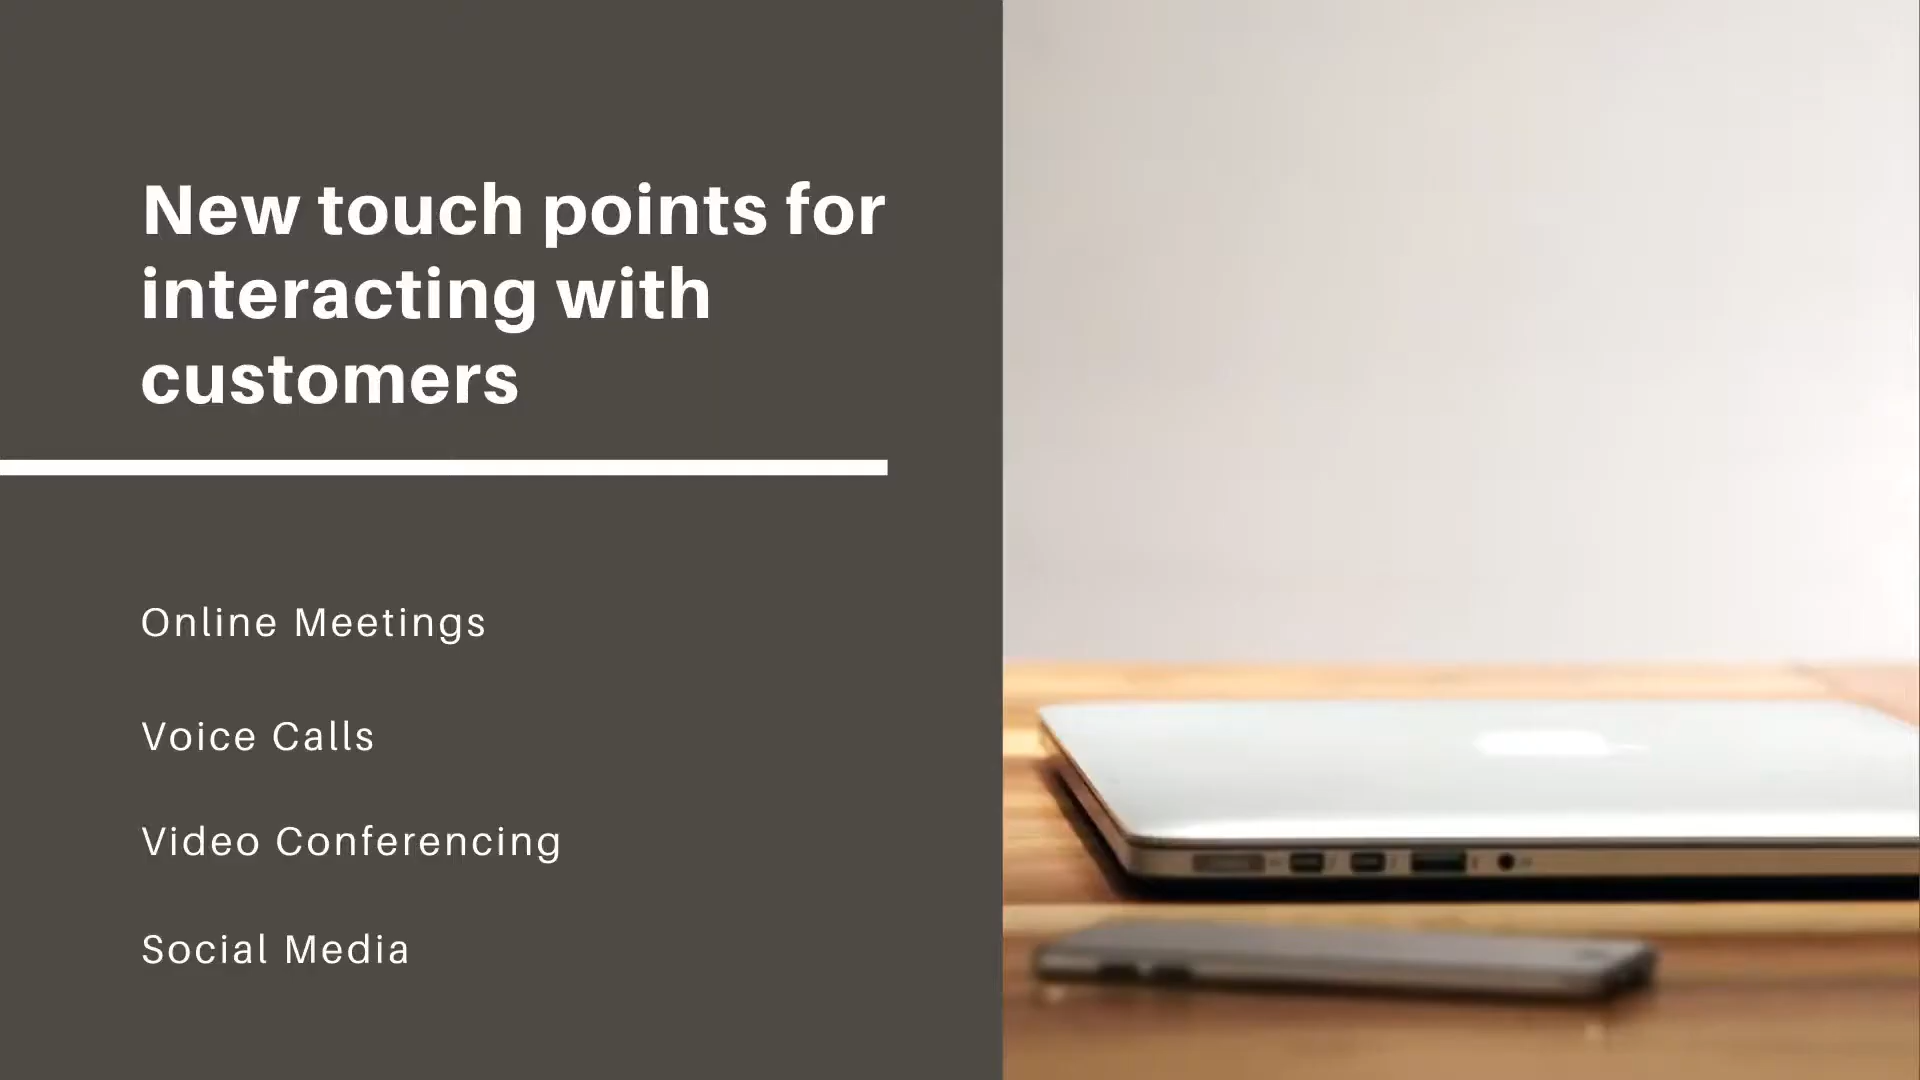 New touch points for
interacting with
customers
Online Meetings
Voice Calls
Video Conferencing
Social Media